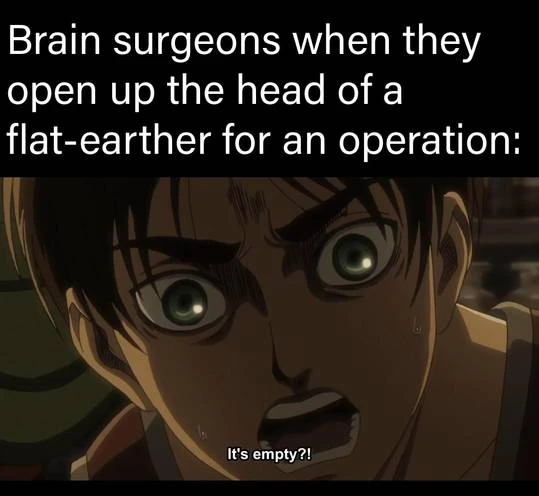 Brain surgeons when they
open up the head of a
flat-earther for an operation:
It's empty?!